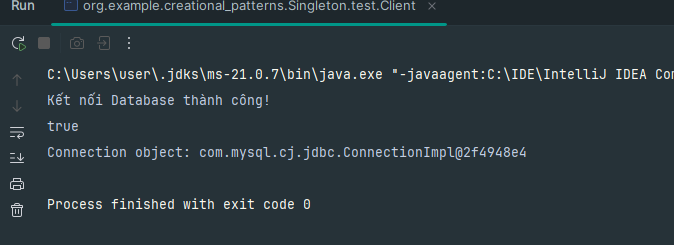 Run org.example.creational_patterns.Singleton.test.Client
C:\Users\user\.jdks\ms-21.0.7\bin\java.exe "-javaagent:C:\IDE\IntelliJ IDEA Co
Kết nối Database thành công!
true
Connection object: com.mysql.cj.jdbc.ConnectionImpl@2f4948e4
Process finished with exit code 0